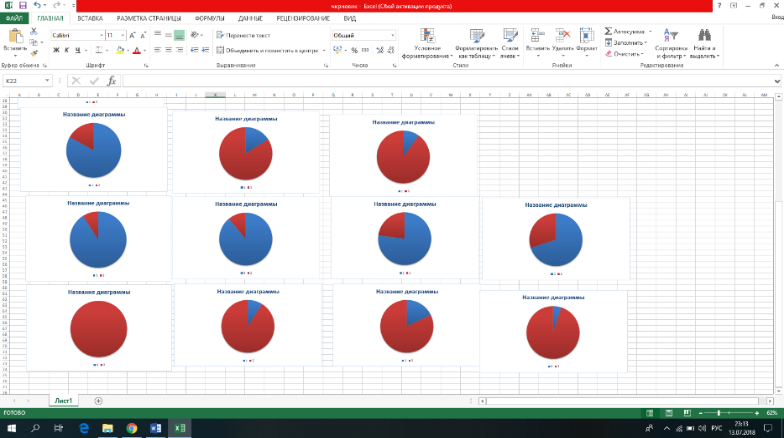 черновик - Excel (Сбой активации продукта)
ФАЙЛ ГЛАВНАЯ ВСТАВКА РАЗМЕТКА СТРАНИЦЫ ФОРМУЛЫ ДАННЫЕ РЕЦЕНЗИРОВАНИЕ ВИД Вход
Вставить
Calibri 11
Ж К Ч
Перенести текст
Объединить и поместить в центре
Общий
Условное форматирование
Форматировать как таблицу
Стили ячеек
Вставить Удалить Формат
Автосумма
Заполнить
Очистить
Сортировка и фильтр
Найти и выделить
Буфер обмена Шрифт Выравнивание Число Стили Ячейки Редактирование
K22
Название диаграммы
Название диаграммы
Название диаграммы
Название диаграммы
Название диаграммы
Название диаграммы
Название диаграммы
Название диаграммы
Название диаграммы
Название диаграммы
Название диаграммы
Лист1
ГОТОВО
62%
РУС
23:13
13.07.2018